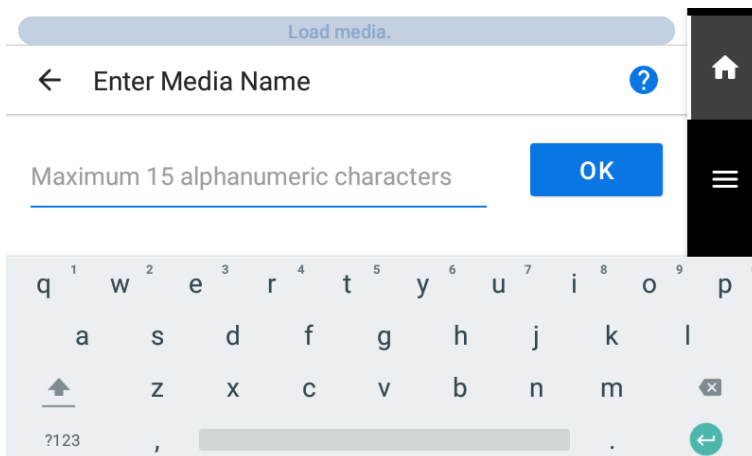 Load media.
Enter Media Name
?
Maximum 15 alphanumeric characters
OK
q 1 w 2 e 3 r 4 t 5 y 6 u 7 i 8 o 9 p
a s d f g h j k l
z x c v b n m
?123 , .